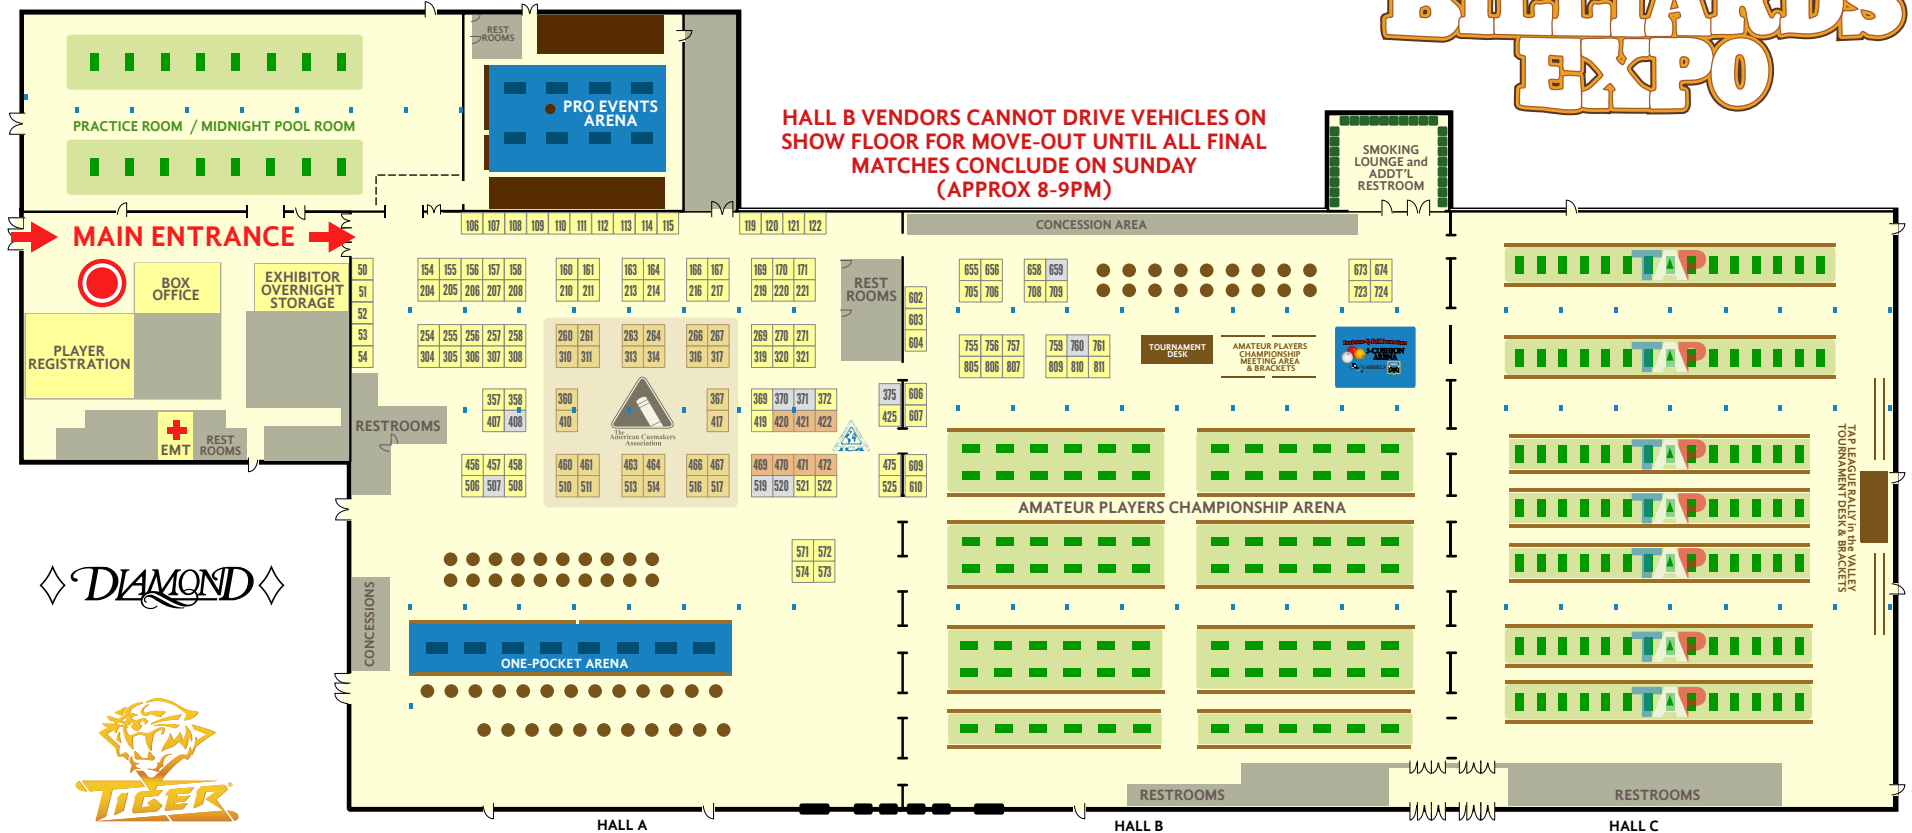 BILLIARDS
EXPO
REST
ROOMS
PRO EVENTS
ARENA
PRACTICE ROOM / MIDNIGHT POOL ROOM
HALL B VENDORS CANNOT DRIVE VEHICLES ON
SHOW FLOOR FOR MOVE-OUT UNTIL ALL FINAL
MATCHES CONCLUDE ON SUNDAY
(APPROX 8-9PM)
SMOKING
LOUNGE and
ADDT'L
RESTROOM
MAIN ENTRANCE
106 107 108 109 110 111 112 113 114 115
119 120 121 122
CONCESSION AREA
BOX
OFFICE
EXHIBITOR
OVERNIGHT
STORAGE
PLAYER
REGISTRATION
50
51
52
53
54
154 155 156 157 158
204 205 206 207 208
160 161
210 211
163 164
213 214
166 167
216 217
169 170 171
219 220 221
REST
ROOMS
602
603
604
655 656
705 706
658 659
708 709
673 674
723 724
TAP
254 255 256 257 258
304 305 306 307 308
260 261
310 311
263 264
313 314
266 267
316 317
269 270 271
319 320 321
755 756 757
805 806 807
759 760 761
809 810 811
TOURNAMENT
DESK
AMATEUR PLAYERS
CHAMPIONSHIP
MEETING AREA
& BRACKETS
3-CUSHION
ARENA
TAP
EMT
REST
ROOMS
RESTROOMS
357 358
407 408
360
410
The
American Cuemakers
Association
367
417
369 370 371 372
419 420 421 422
ICA
375
425
606
607
456 457 458
506 507 508
460 461
510 511
463 464
513 514
466 467
516 517
469 470 471 472
519 520 521 522
475
525
609
610
AMATEUR PLAYERS CHAMPIONSHIP ARENA
TAP
TAP
TAP
TAP LEAGUE RALLY in the VALLEY
TOURNAMENT DESK & BRACKETS
DIAMOND
571 572
574 573
CONCESSIONS
ONE-POCKET ARENA
TAP
TAP
TIGER
RESTROOMS
RESTROOMS
HALL A
HALL B
HALL C